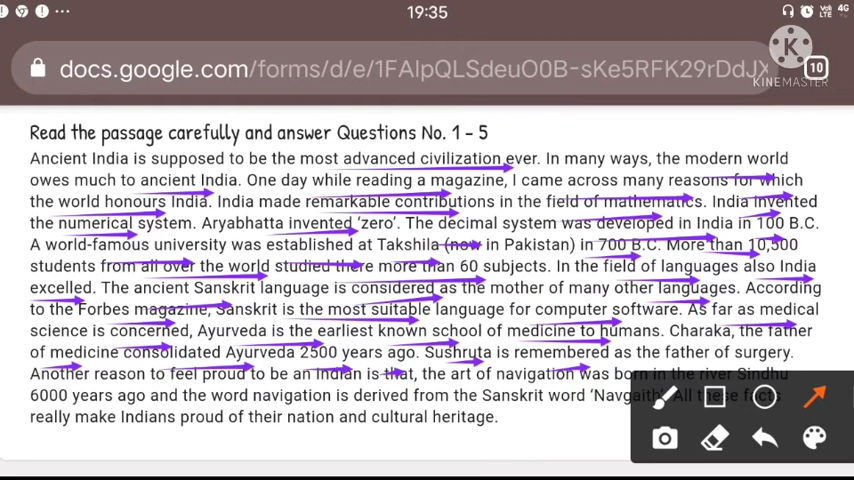 19:35
VoI LTE 4G
docs.google.com/forms/d/e/1FAIpQLSdeuO0B-sKe5RFK29rDdJX
10
K
KINEMASTER
Read the passage carefully and answer Questions No. 1 - 5
Ancient India is supposed to be the most advanced civilization ever. In many ways, the modern world
owes much to ancient India. One day while reading a magazine, I came across many reasons for which
the world honours India. India made remarkable contributions in the field of mathematics. India invented
the numerical system. Aryabhatta invented 'zero'. The decimal system was developed in India in 100 B.C.
A world-famous university was established at Takshila (now in Pakistan) in 700 B.C. More than 10,500
students from all over the world studied there more than 60 subjects. In the field of languages also India
excelled. The ancient Sanskrit language is considered as the mother of many other languages. According
to the Forbes magazine, Sanskrit is the most suitable language for computer software. As far as medical
science is concerned, Ayurveda is the earliest known school of medicine to humans. Charaka, the father
of medicine consolidated Ayurveda 2500 years ago. Sushruta is remembered as the father of surgery.
Another reason to feel proud to be an Indian is that, the art of navigation was born in the river Sindhu
6000 years ago and the word navigation is derived from the Sanskrit word 'Navgaith'. All these facts
really make Indians proud of their nation and cultural heritage.